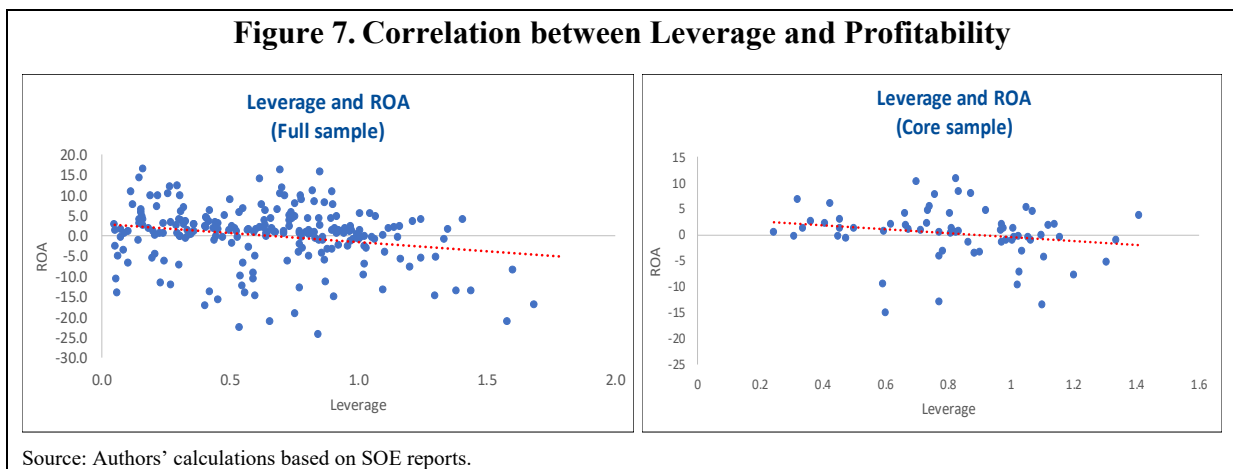 Figure 7. Correlation between Leverage and Profitability
Leverage and ROA
(Full sample)
20.0
15.0
10.0
5.0
0.0
-5.0
-10.0
-15.0
-20.0
-25.0
-30.0
ROA
0.0 0.5 1.0 1.5 2.0
Leverage
Leverage and ROA
(Core sample)
15
10
5
0
-5
-10
-15
-20
-25
ROA
0 0.2 0.4 0.6 0.8 1 1.2 1.4 1.6
Leverage
Source: Authors’ calculations based on SOE reports.